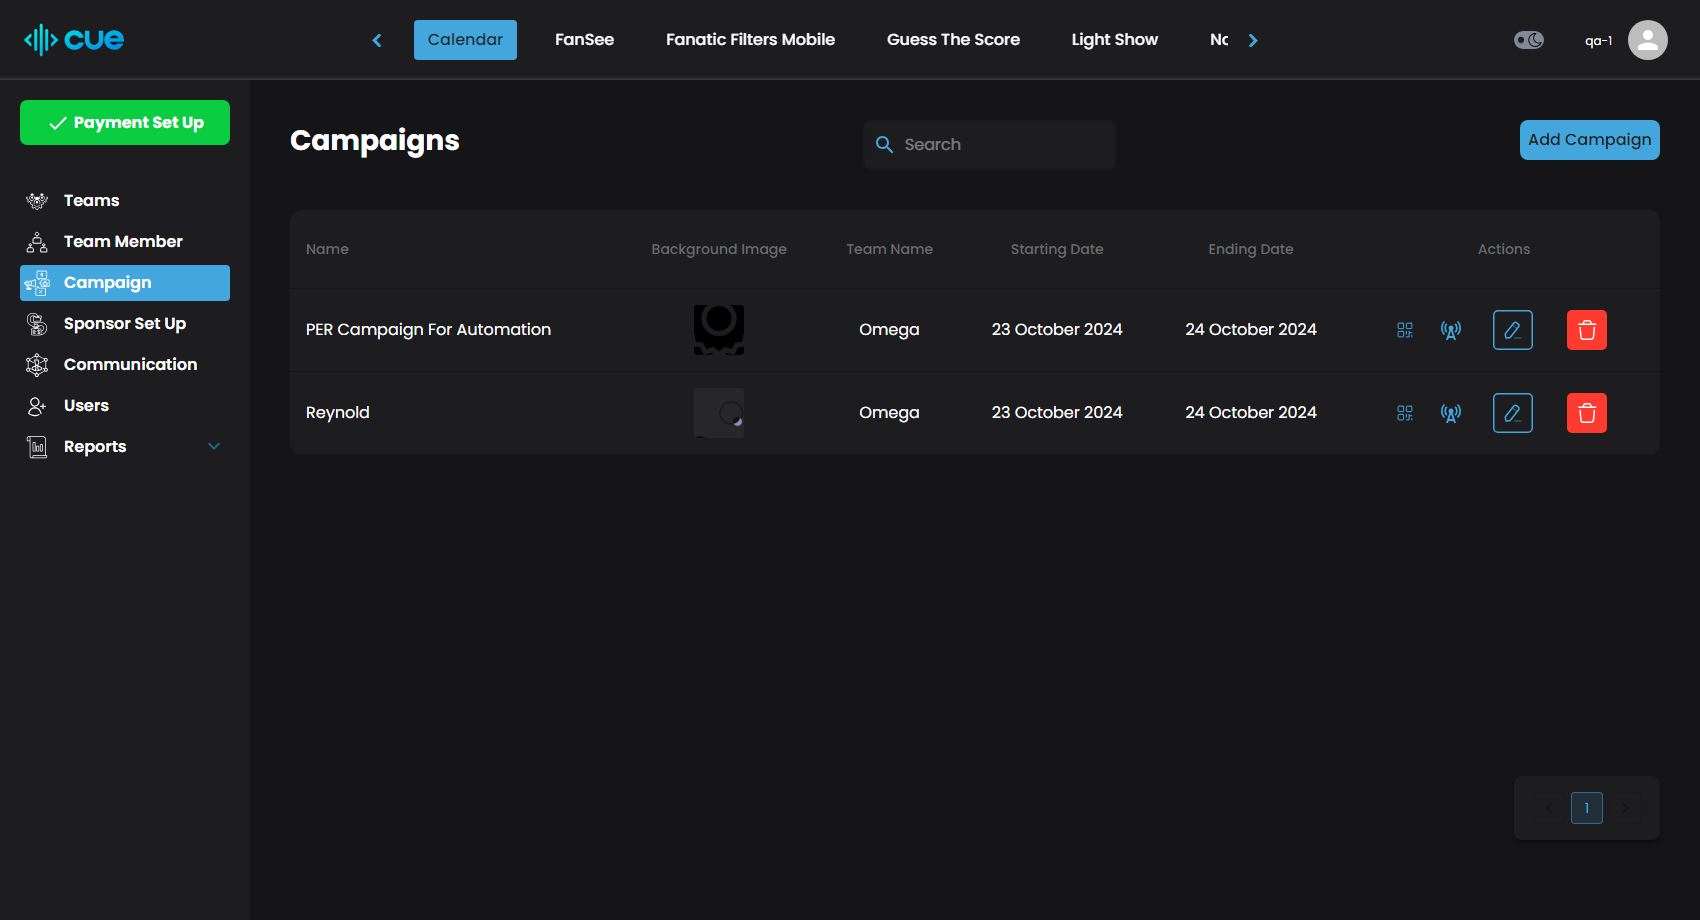 cue
Calendar
FanSee
Fanatic Filters Mobile
Guess The Score
Light Show
qa-1
Payment Set Up
Teams
Team Member
Campaign
Sponsor Set Up
Communication
Users
Reports
Campaigns
Search
Add Campaign
Name Background Image Team Name Starting Date Ending Date Actions
PER Campaign For Automation Omega 23 October 2024 24 October 2024
Reynold Omega 23 October 2024 24 October 2024
1